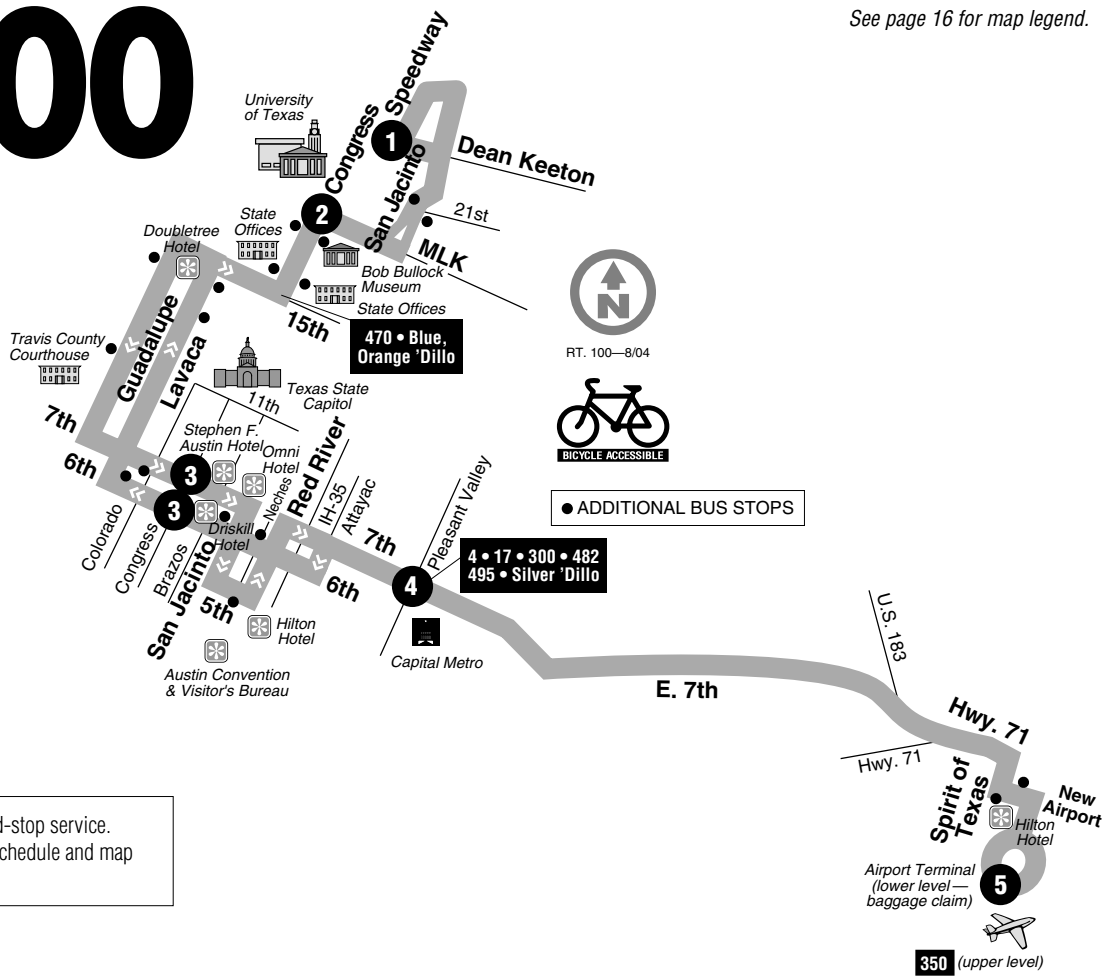 00
See page 16 for map legend.
University
of Texas
Congress
Speedway
1
Dean Keeton
San Jacinto
21st
2
State
Offices
Doubletree
Hotel
MLK
Bob Bullock
Museum
State Offices
15th
470 • Blue,
Orange ’Dillo
N
RT. 100—8/04
BICYCLE ACCESSIBLE
● ADDITIONAL BUS STOPS
Travis County
Courthouse
Guadalupe
Lavaca
Texas State
Capitol
11th
7th
6th
Stephen F.
Austin Hotel
Omni
Hotel
Red River
Neches
IH-35
Attayac
7th
Pleasant Valley
3
3
Driskill
Hotel
Colorado
Congress
Brazos
San Jacinto
5th
6th
4
4 • 17 • 300 • 482
495 • Silver ’Dillo
Hilton
Hotel
Austin Convention
& Visitor's Bureau
Capital Metro
E. 7th
U.S. 183
Hwy. 71
Hwy. 71
Spirit of
Texas
New
Airport
Hilton
Hotel
Airport Terminal
(lower level —
baggage claim)
5
350 (upper level)
d-stop service.
chedule and map